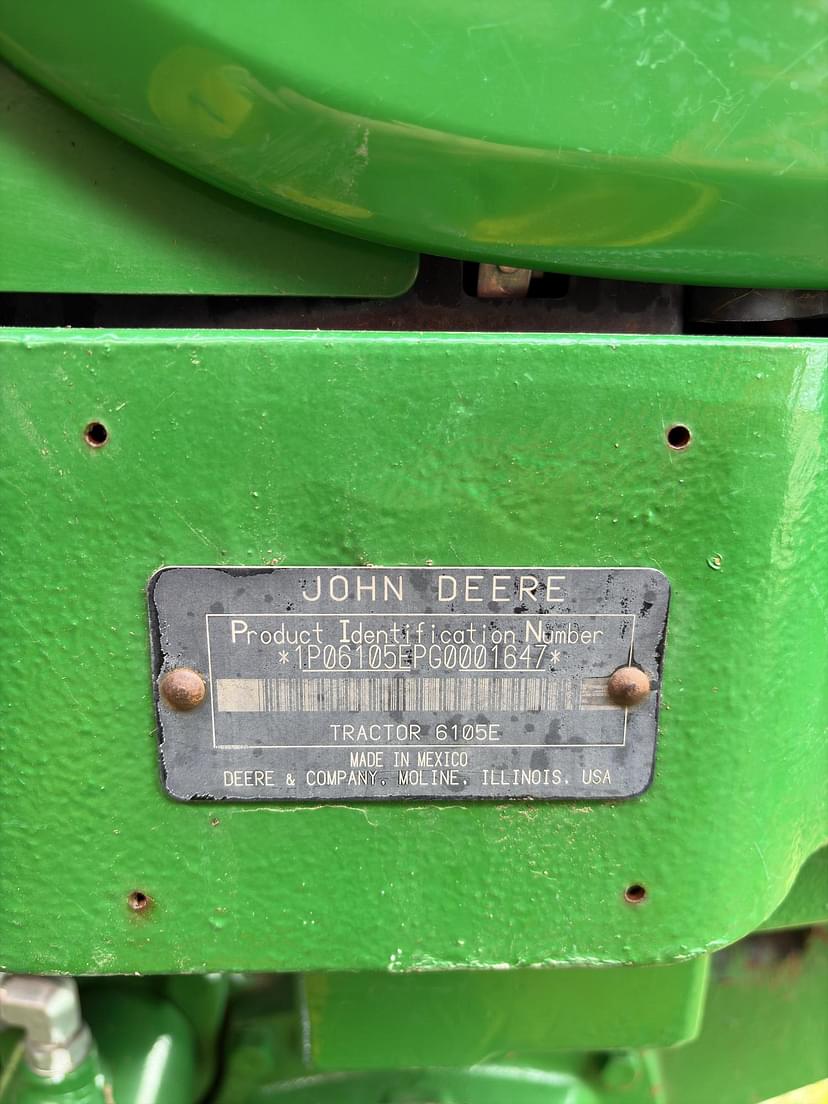 JOHN DEERE
Product Identification Number
*1P06105EPG0001647*
TRACTOR 6105E
MADE IN MEXICO
DEERE & COMPANY, MOLINE, ILLINOIS, USA